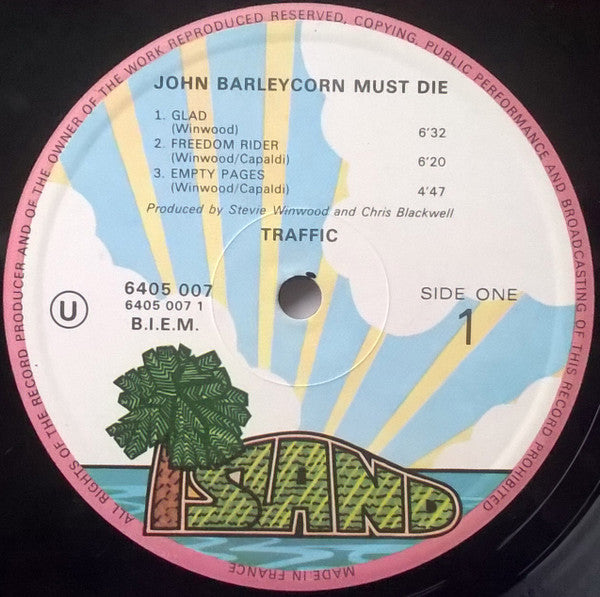 ALL RIGHTS OF THE RECORD PRODUCER AND OF THE OWNER OF THE WORK REPRODUCED RESERVED, COPYING, PUBLIC PERFORMANCE AND BROADCASTING OF THIS RECORD PROHIBITED
JOHN BARLEYCORN MUST DIE
1. GLAD
(Winwood) 6'32
2. FREEDOM RIDER
(Winwood/Capaldi) 6'20
3. EMPTY PAGES
(Winwood/Capaldi) 4'47
Produced by Stevie Winwood and Chris Blackwell
TRAFFIC
6405 007
6405 007 1
U
B.I.E.M.
SIDE ONE
1
ISLAND
MADE IN FRANCE